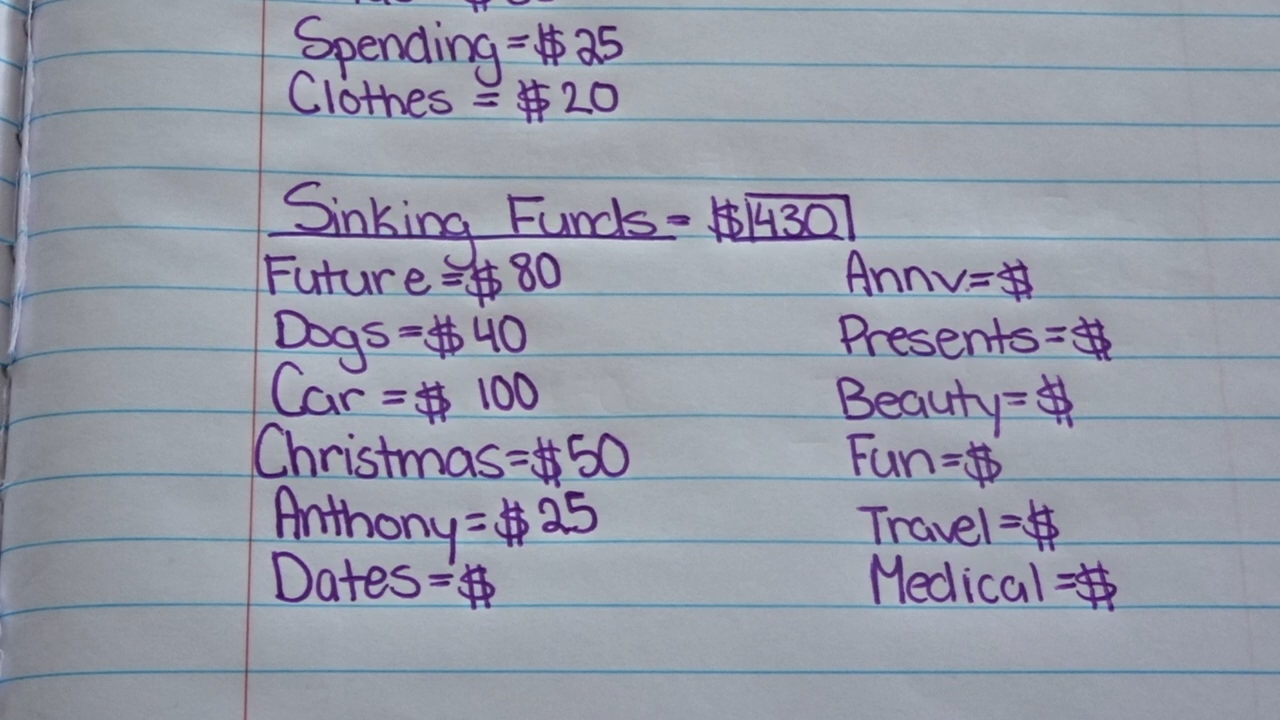 Spending=$25
Clothes = $20
Sinking Funds= $430
Future=$80
Dogs=$40
Car=$ 100
Christmas=$50
Anthony=$25
Dates=$
Annv.=$
Presents=$
Beauty=$
Fun=$
Travel=$
Medical=$